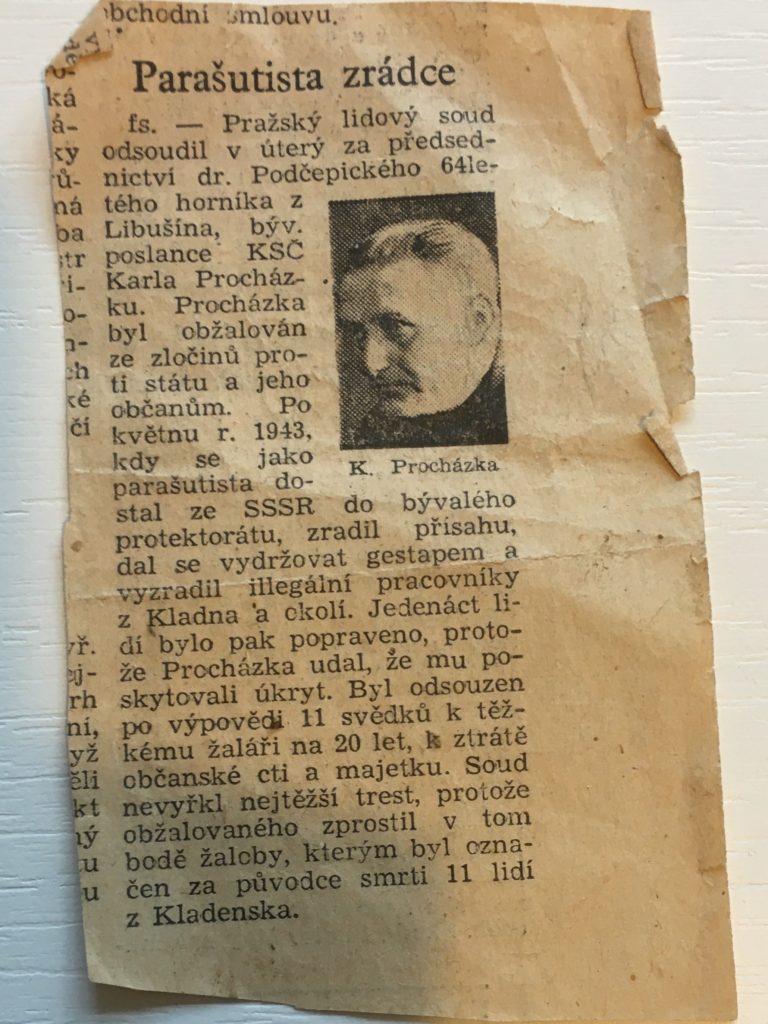 obchodní smlouvu.
Parašutista zrádce
fs. — Pražský lidový soud
odsoudil v úterý za předsed-
nictví dr. Podčepického 64le-
tého horníka z
Libušína, býv.
poslance KSČ
Karla Procház-
ku. Procházka
byl obžalován
ze zločinů pro-
ti státu a jeho
občanům. Po
květnu r. 1943,
kdy se jako
parašutista do-
stal ze SSSR do bývalého
protektorátu, zradil přísahu,
dal se vydržovat gestapem a
vyzradil illegální pracovníky
z Kladna a okolí. Jedenáct li-
dí bylo pak popraveno, proto-
že Procházka udal, že mu po-
skytovali úkryt. Byl odsouzen
po výpovědi 11 svědků k těž-
kému žaláři na 20 let, k ztrátě
občanské cti a majetku. Soud
nevyřkl nejtěžší trest, protože
obžalovaného zprostil v tom
bodě žaloby, kterým byl ozna-
čen za původce smrti 11 lidí
z Kladenska.
K. Procházka